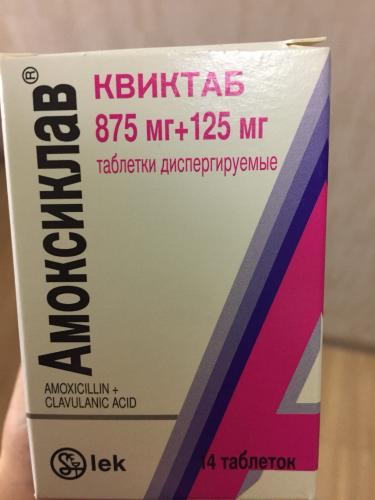 Амоксиклав®
КВИКТАБ
875 мг+125 мг
таблетки диспергируемые
AMOXICILLIN +
CLAVULANIC ACID
lek
14 таблеток